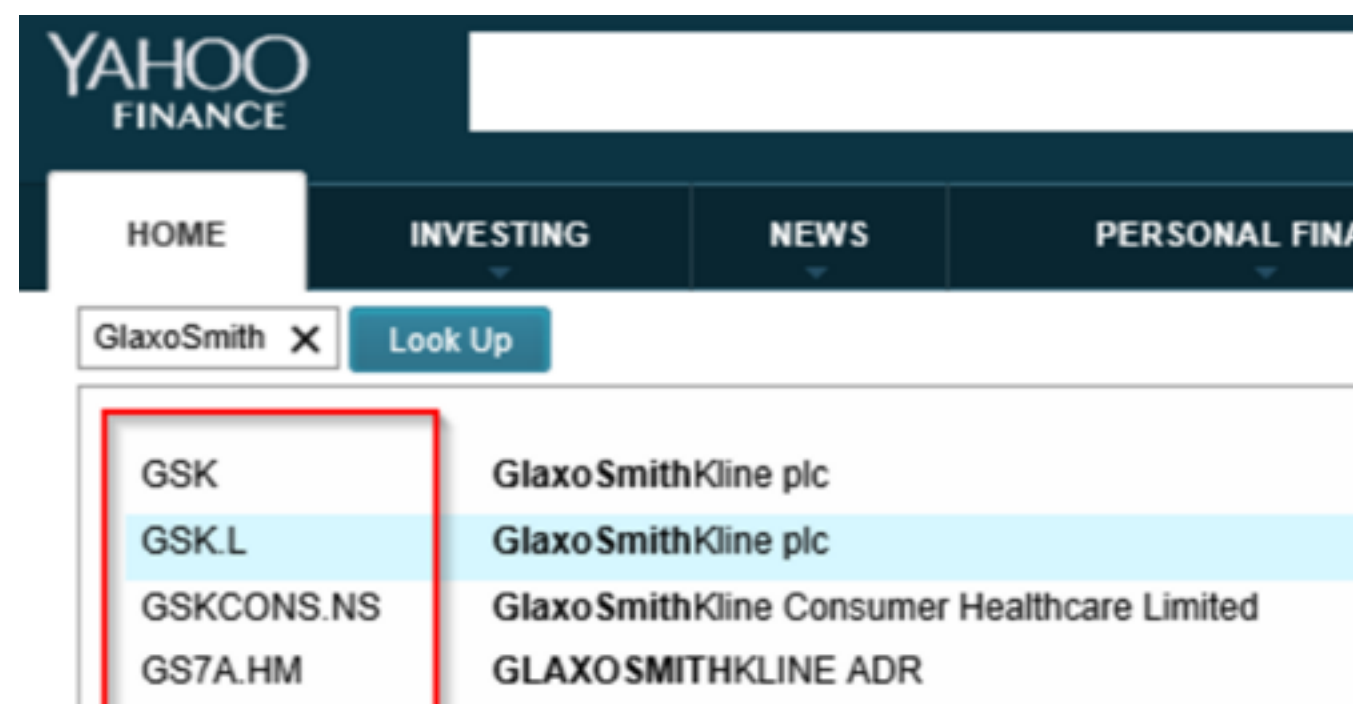 YAHOO
FINANCE
HOME INVESTING NEWS PERSONAL FINA
GlaxoSmith X Look Up
GSK GlaxoSmithKline plc
GSK.L GlaxoSmithKline plc
GSKCONS.NS GlaxoSmithKline Consumer Healthcare Limited
GS7A.HM GLAXOSMITHKLINE ADR